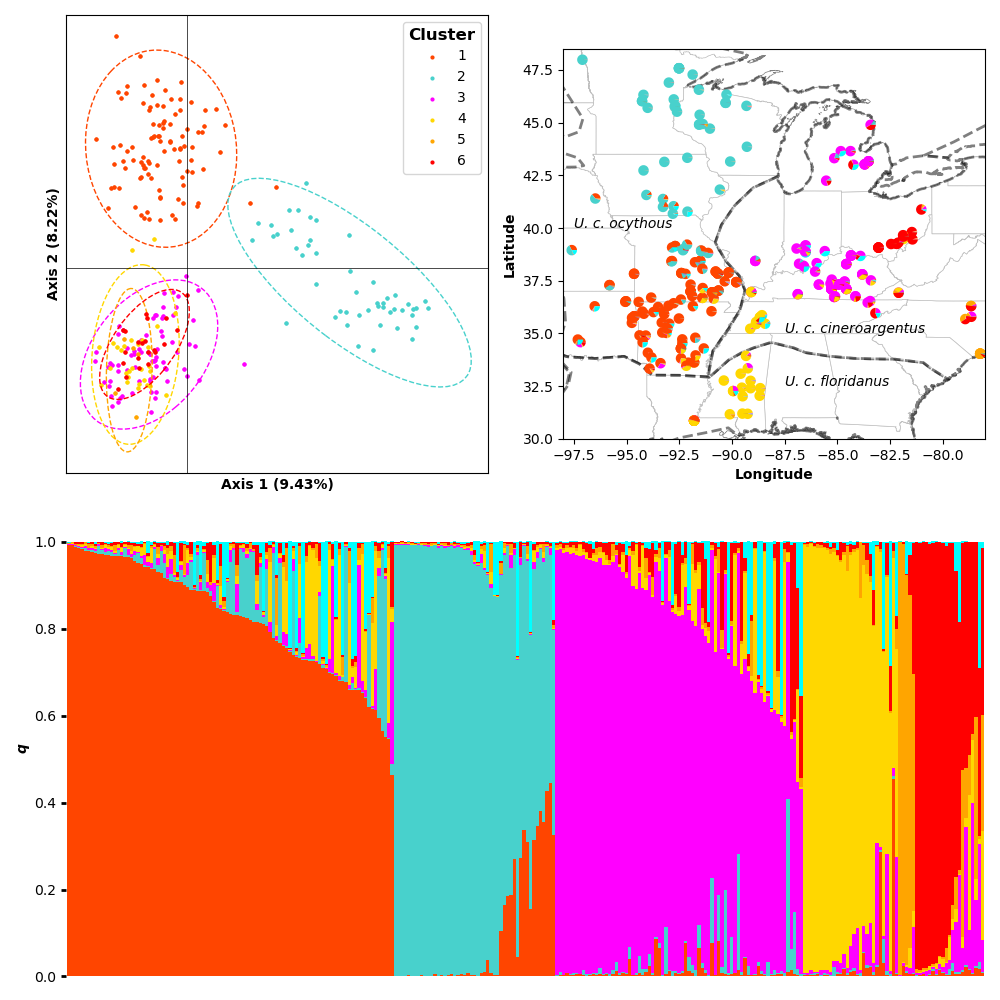 Cluster
1
2
3
4
5
6
Axis 2 (8.22%)
Axis 1 (9.43%)
47.5
45.0
42.5
40.0
37.5
35.0
32.5
30.0
Latitude
U. c. ocythous
U. c. cineroargentus
U. c. floridanus
−97.5 −95.0 −92.5 −90.0 −87.5 −85.0 −82.5 −80.0
Longitude
1.0
0.8
0.6
0.4
0.2
0.0
q